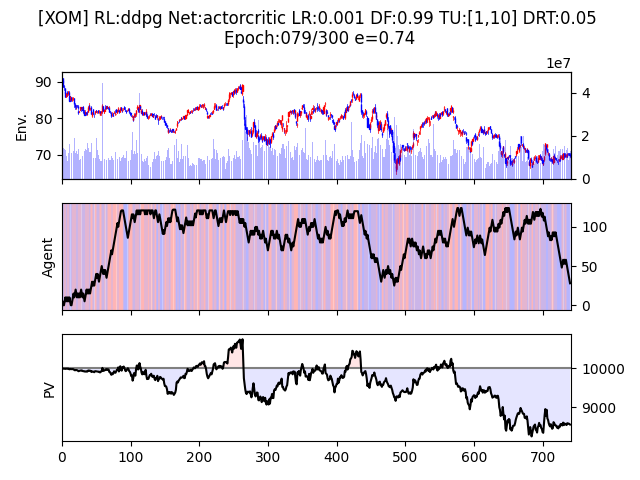 [XOM] RL:ddpg Net:actorcritic LR:0.001 DF:0.99 TU:[1,10] DRT:0.05
Epoch:079/300 e=0.74
1e7
Env.
90
80
70
4
2
0
Agent
100
50
0
PV
10000
9000
0 100 200 300 400 500 600 700